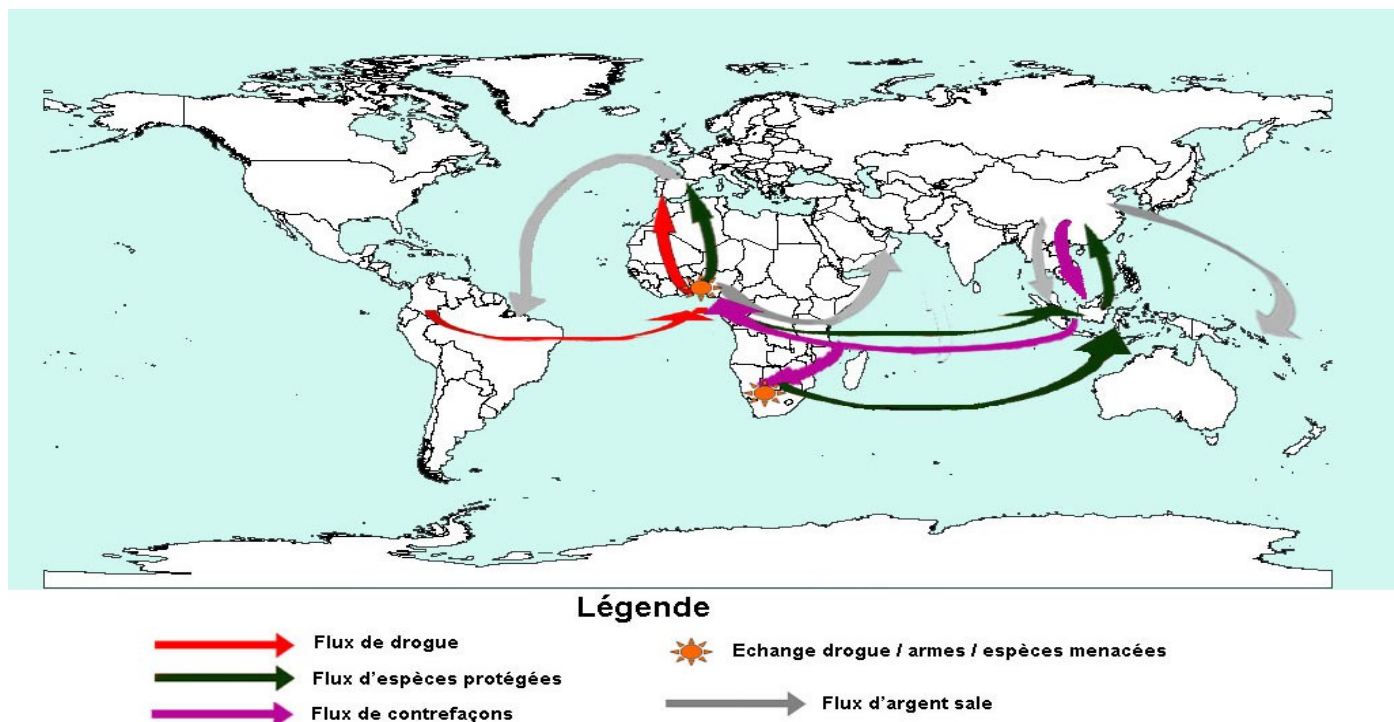 Légende
Flux de drogue
Flux d'espèces protégées
Flux de contrefaçons
Echange drogue / armes / espèces menacées
Flux d'argent sale